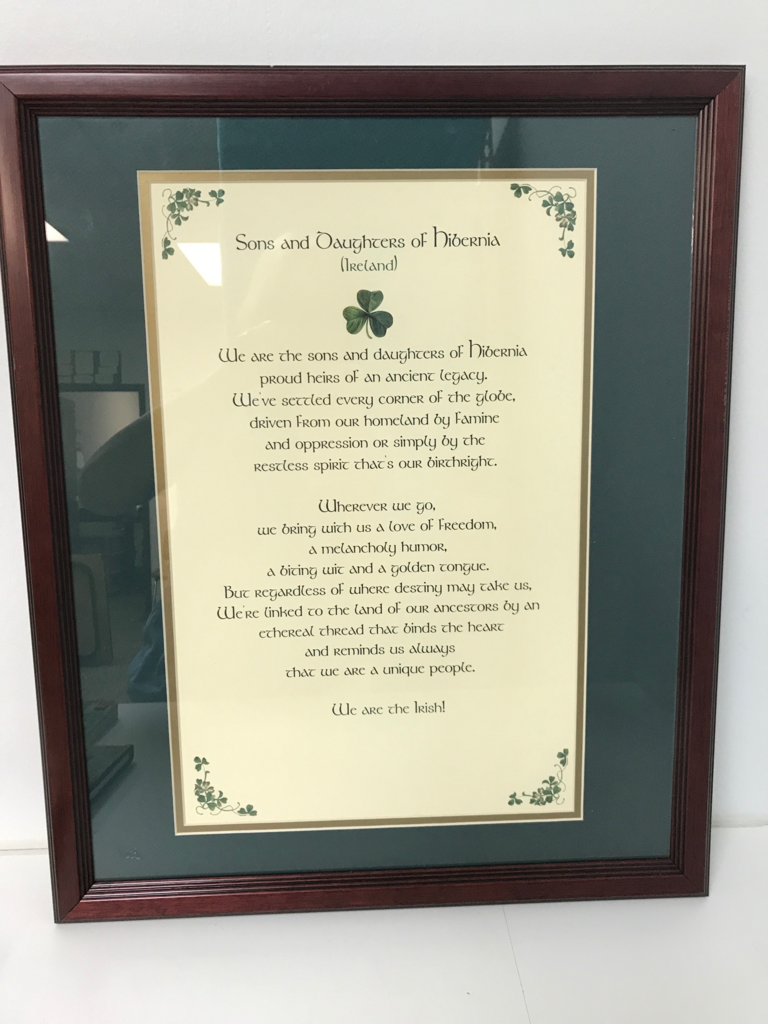 Sons and Daughters of Hibernia
(Ireland)
We are the sons and daughters of Hibernia
proud heirs of an ancient legacy.
We've settled every corner of the globe,
driven from our homeland by famine
and oppression or simply by the
restless spirit that's our birthright.
Wherever we go,
we bring with us a love of freedom,
a melancholy humor,
a biting wit and a golden tongue.
But regardless of where destiny may take us,
We're linked to the land of our ancestors by an
ethereal thread that binds the heart
and reminds us always
that we are a unique people.
We are the Irish!